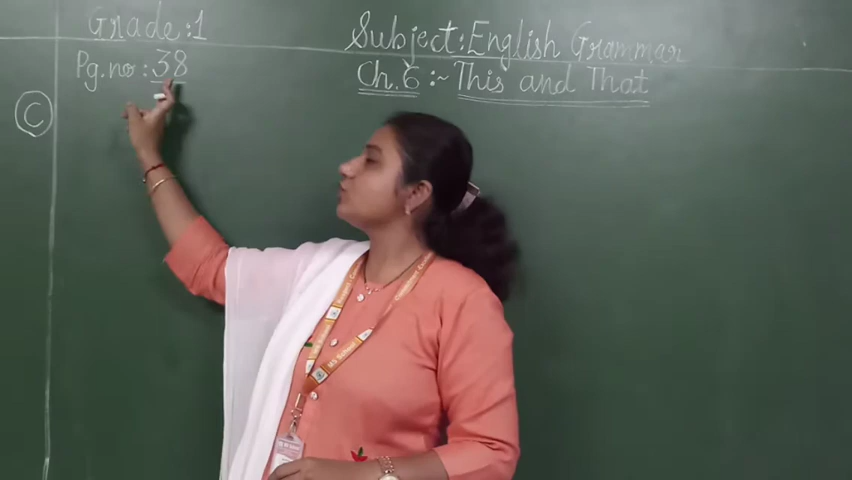 Grade :1
Subject:English Grammar
Pg.no :38
Ch.6 :~ This and That
C